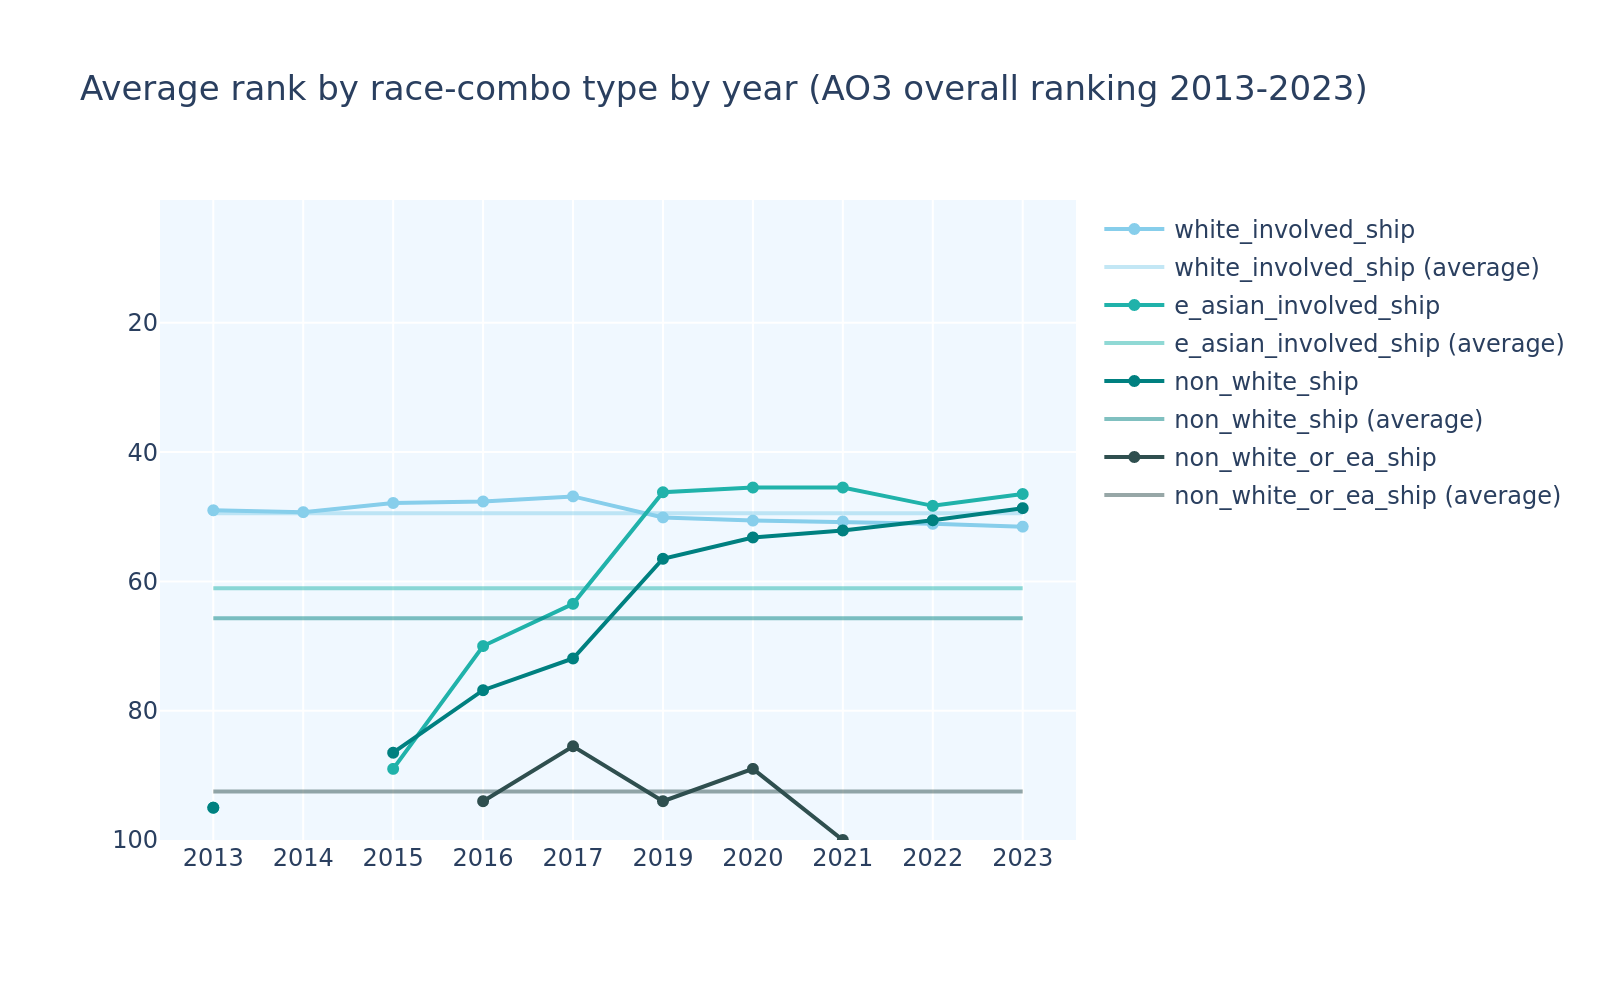 Average rank by race-combo type by year (AO3 overall ranking 2013-2023)
20
40
60
80
100
2013 2014 2015 2016 2017 2019 2020 2021 2022 2023
white_involved_ship
white_involved_ship (average)
e_asian_involved_ship
e_asian_involved_ship (average)
non_white_ship
non_white_ship (average)
non_white_or_ea_ship
non_white_or_ea_ship (average)